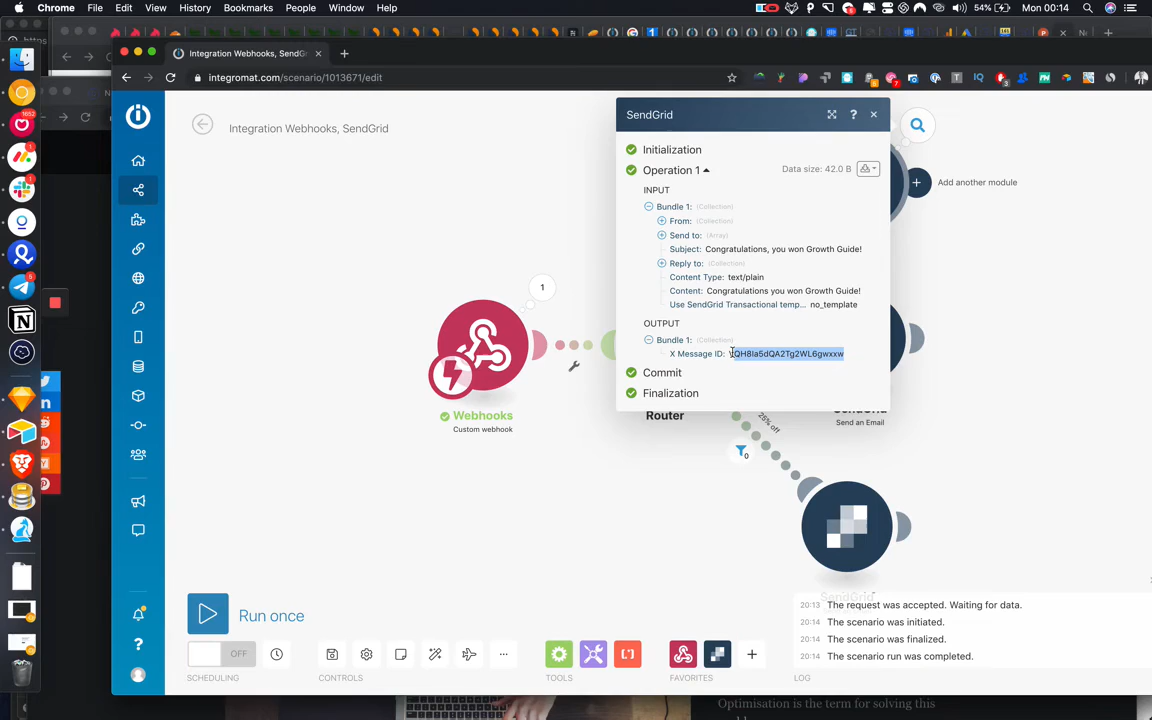 Chrome File Edit View History Bookmarks People Window Help
54% Mon 00:14
Integration Webhooks, SendGr
integromat.com/scenario/1013671/edit
Integration Webhooks, SendGrid
SendGrid
Initialization
Operation 1
Data size: 42.0 B
INPUT
Bundle 1: (Collection)
From: (Collection)
Send to: (Array)
Subject: Congratulations, you won Growth Guide!
Reply to: (Collection)
Content Type: text/plain
Content: Congratulations you won Growth Guide!
Use SendGrid Transactional temp... no_template
OUTPUT
Bundle 1: (Collection)
X Message ID:
Commit
Finalization
Add another module
1
Webhooks
Custom webhook
Router
25% off
0
SendGrid
Send an Email
SendGrid
Run once
OFF
SCHEDULING
CONTROLS
TOOLS
FAVORITES
LOG
20:13 The request was accepted. Waiting for data.
20:14 The scenario was initiated.
20:14 The scenario was finalized.
20:14 The scenario run was completed.
Optimisation is the term for solving this